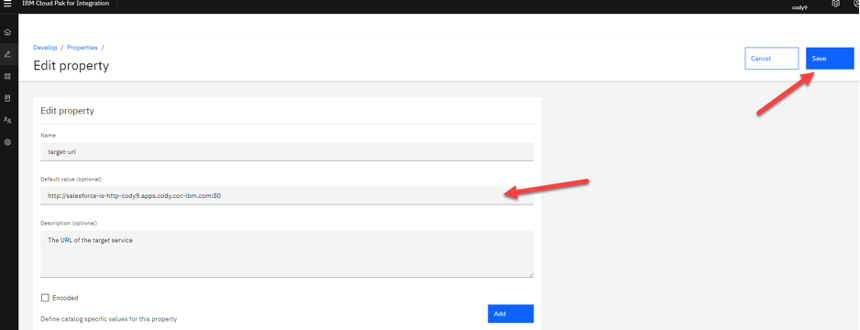 IBM Cloud Pak for Integration
cody9
Develop / Properties /
Edit property
Cancel
Save
Edit property
Name
target-url
Default value (optional)
http://salesforce-is-http-cody9.apps.cody.coc-ibm.com:80
Description (optional)
The URL of the target service
Encoded
Define catalog specific values for this property
Add